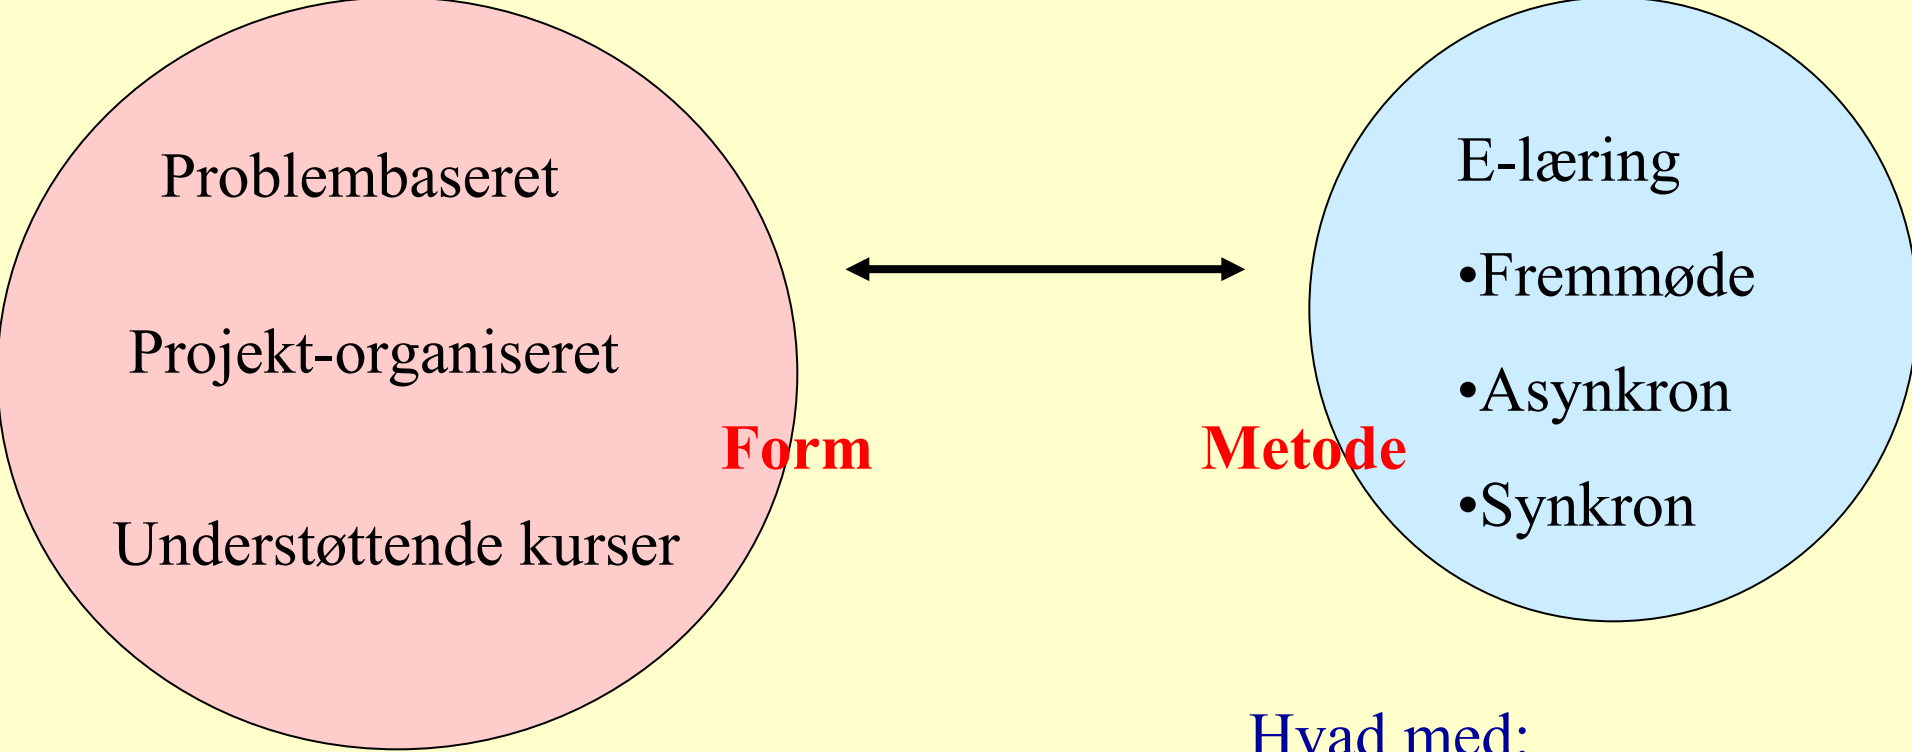 Problembaseret
Projekt-organiseret
Understøttende kurser
Form
Metode
E-læring
•Fremmøde
•Asynkron
•Synkron
Hvad med: